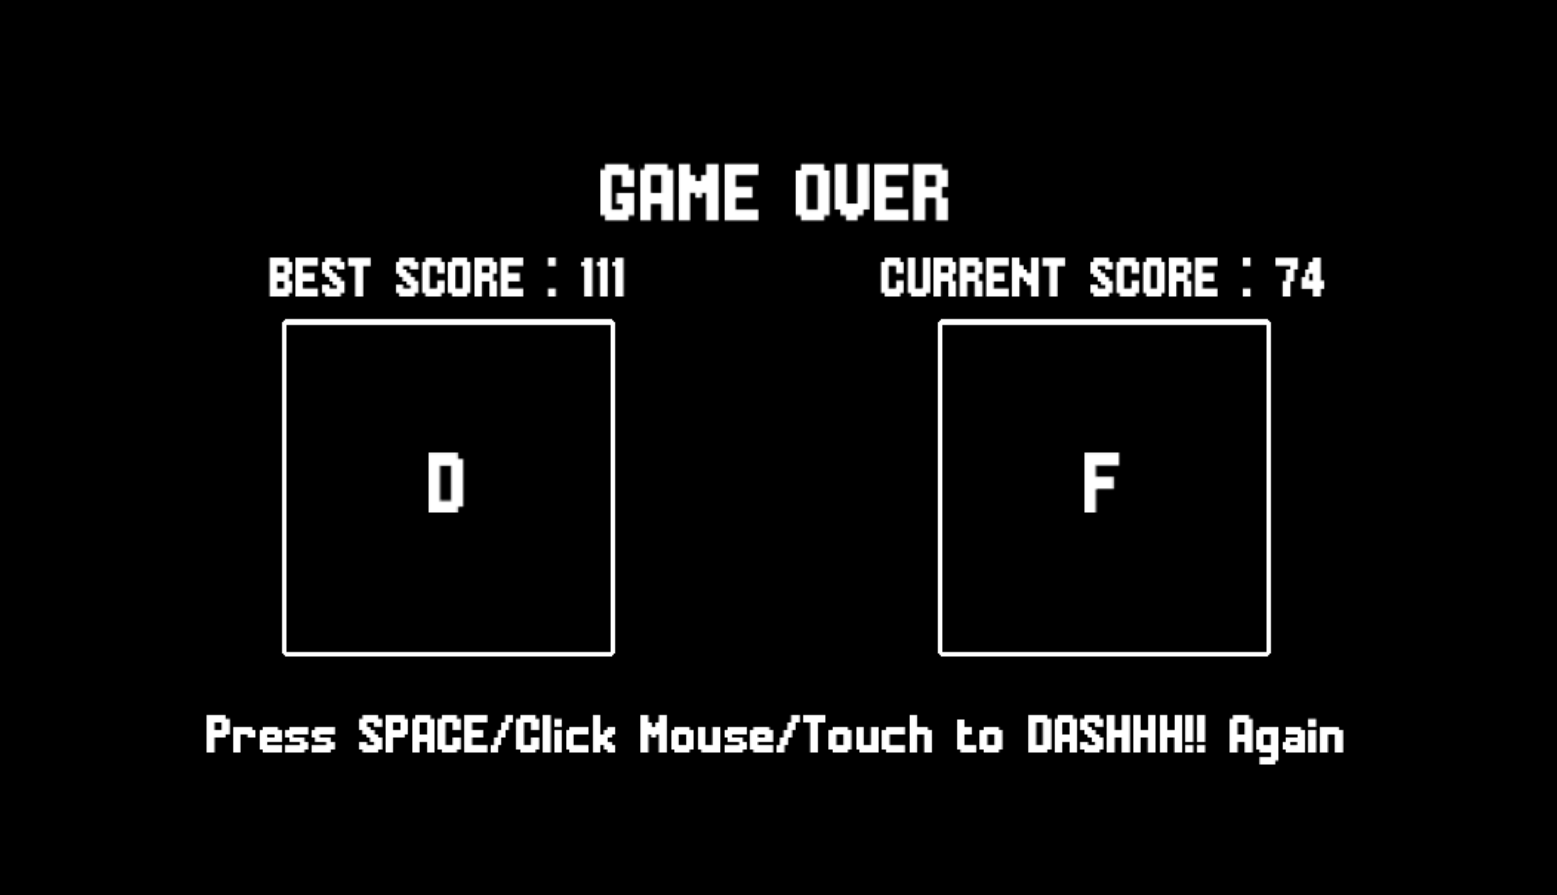 GAME OVER
BEST SCORE : 111
CURRENT SCORE : 74
D
F
Press SPACE/Click Mouse/Touch to DASHHH!! Again